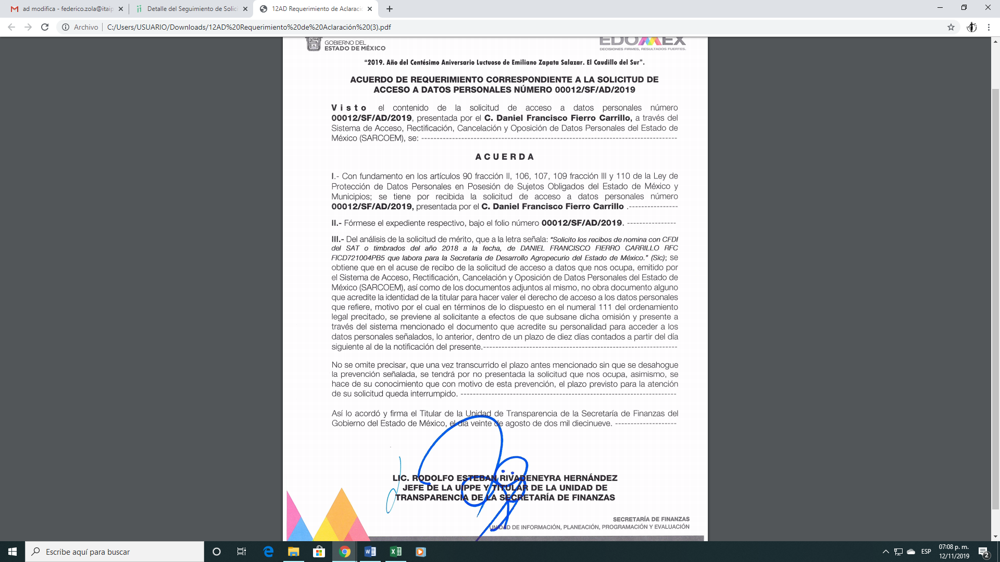 ad modifica - federico.zola@itaip
Detalle del Seguimiento de Solici
12AD Requerimiento de Aclaració
Archivo
C:/Users/USUARIO/Downloads/12AD%20Requerimiento%20de%20Aclaración%20(3).pdf
GOBIERNO DEL
ESTADO DE MÉXICO
EDOMEX
DECISIONES FIRMES, RESULTADOS FUERTES.
“2019. Año del Centésimo Aniversario Luctuoso de Emiliano Zapata Salazar. El Caudillo del Sur”.
ACUERDO DE REQUERIMIENTO CORRESPONDIENTE A LA SOLICITUD DE
ACCESO A DATOS PERSONALES NÚMERO 00012/SF/AD/2019
Visto el contenido de la solicitud de acceso a datos personales número
00012/SF/AD/2019, presentada por el C. Daniel Francisco Fierro Carrillo, a través del
Sistema de Acceso, Rectificación, Cancelación y Oposición de Datos Personales del Estado de
México (SARCOEM), se: ------------------------------------------------------------------------------------
A C U E R D A
I.- Con fundamento en los artículos 90 fracción II, 106, 107, 109 fracción III y 110 de la Ley de
Protección de Datos Personales en Posesión de Sujetos Obligados del Estado de México y
Municipios; se tiene por recibida la solicitud de acceso a datos personales número
00012/SF/AD/2019, presentada por el C. Daniel Francisco Fierro Carrillo .----------------
II.- Fórmese el expediente respectivo, bajo el folio número 00012/SF/AD/2019. ----------------
III.- Del análisis de la solicitud de mérito, que a la letra señala: “Solicito los recibos de nomina con CFDI
del SAT o timbrados del año 2018 a la fecha, de DANIEL FRANCISCO FIERRO CARRILLO RFC
FICD721004PB5 que labora para la Secretaria de Desarrollo Agropecurio del Estado de México.” (Sic); se
obtiene que en el acuse de recibo de la solicitud de acceso a datos que nos ocupa, emitido por
el Sistema de Acceso, Rectificación, Cancelación y Oposición de Datos Personales del Estado de
México (SARCOEM), así como de los documentos adjuntos al mismo, no obra documento alguno
que acredite la identidad de la titular para hacer valer el derecho de acceso a los datos personales
que refiere, motivo por el cual en términos de lo dispuesto en el numeral 111 del ordenamiento
legal precitado, se previene al solicitante a efectos de que subsane dicha omisión y presente a
través del sistema mencionado el documento que acredite su personalidad para acceder a los
datos personales señalados, lo anterior, dentro de un plazo de diez días contados a partir del día
siguiente al de la notificación del presente.----------------------------------------------------------------
No se omite precisar, que una vez transcurrido el plazo antes mencionado sin que se desahogue
la prevención señalada, se tendrá por no presentada la solicitud que nos ocupa, asimismo, se
hace de su conocimiento que con motivo de esta prevención, el plazo previsto para la atención
de su solicitud queda interrumpido. -----------------------------------------------------------------------
Así lo acordó y firma el Titular de la Unidad de Transparencia de la Secretaría de Finanzas del
Gobierno del Estado de México, el día veinte de agosto de dos mil diecinueve. --------------------
LIC. RODOLFO ESTEBAN RIVADENEYRA HERNÁNDEZ
JEFE DE LA UIPPE Y TITULAR DE LA UNIDAD DE
TRANSPARENCIA DE LA SECRETARÍA DE FINANZAS
SECRETARÍA DE FINANZAS
UNIDAD DE INFORMACIÓN, PLANEACIÓN, PROGRAMACIÓN Y EVALUACIÓN
Escribe aquí para buscar
ESP
07:08 p. m.
12/11/2019
2